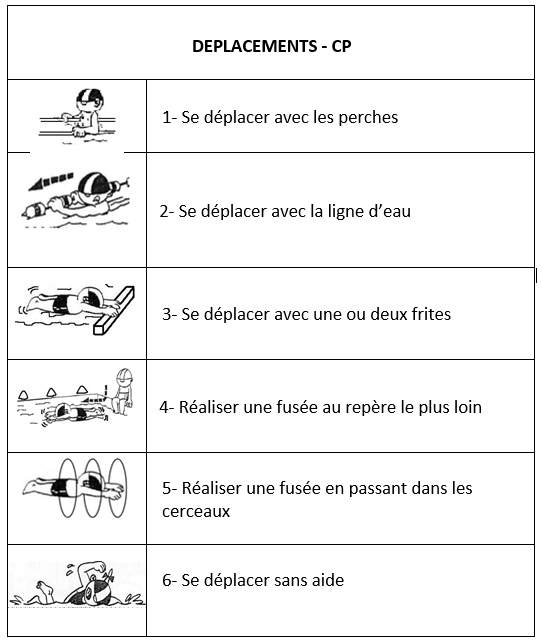 DEPLACEMENTS - CP
1- Se déplacer avec les perches
2- Se déplacer avec la ligne d’eau
3- Se déplacer avec une ou deux frites
4- Réaliser une fusée au repère le plus loin
5- Réaliser une fusée en passant dans les
cerceaux
6- Se déplacer sans aide